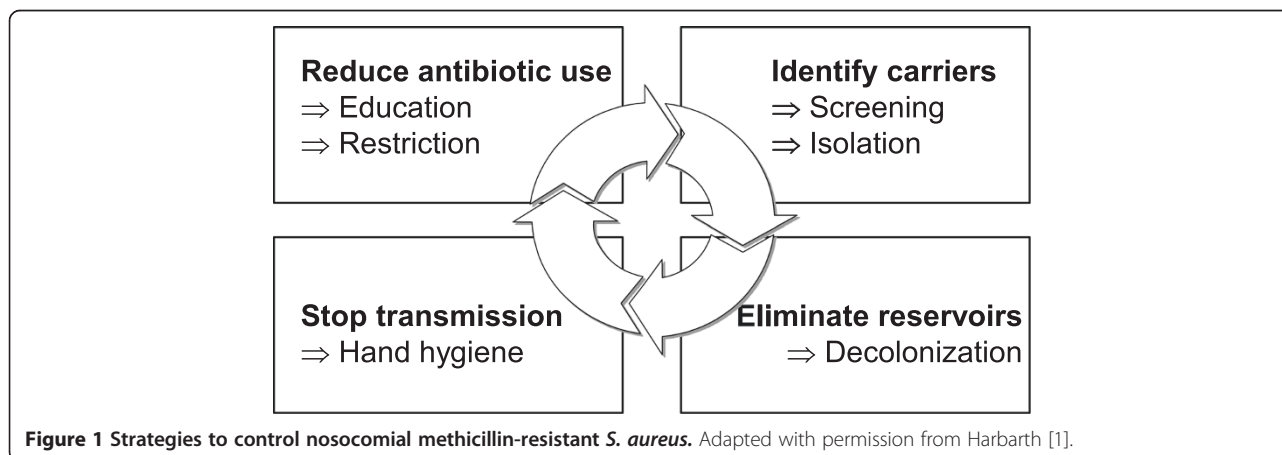 Reduce antibiotic use
⇒ Education
⇒ Restriction
Identify carriers
⇒ Screening
⇒ Isolation
Stop transmission
⇒ Hand hygiene
Eliminate reservoirs
⇒ Decolonization
Figure 1 Strategies to control nosocomial methicillin-resistant S. aureus. Adapted with permission from Harbarth [1].